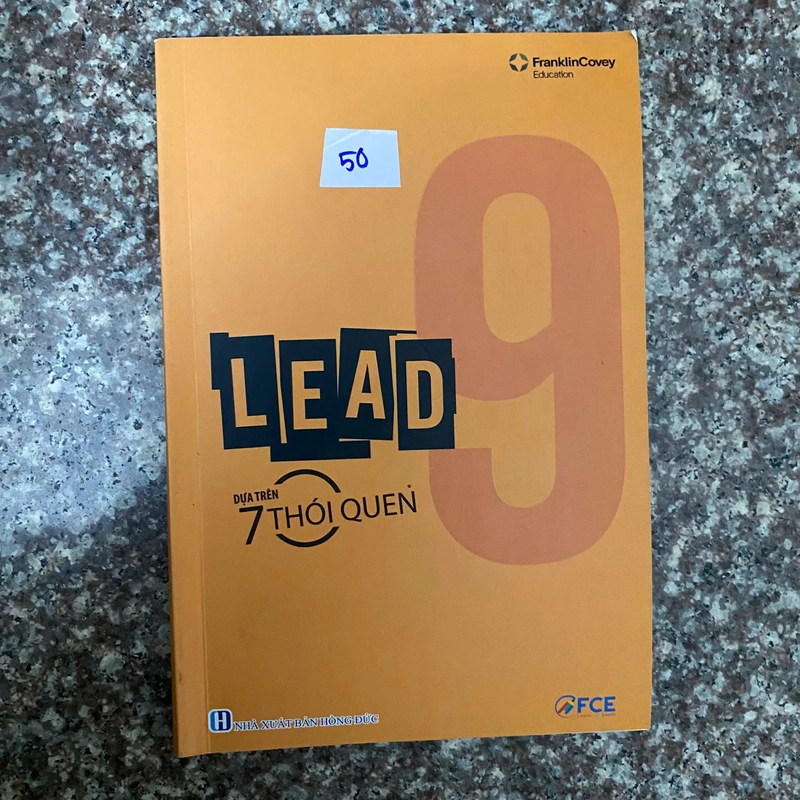 FranklinCovey
Education
50
9
LEAD
DỰA TRÊN
7 THÓI QUEN
NHÀ XUẤT BẢN HỒNG ĐỨC
FCE